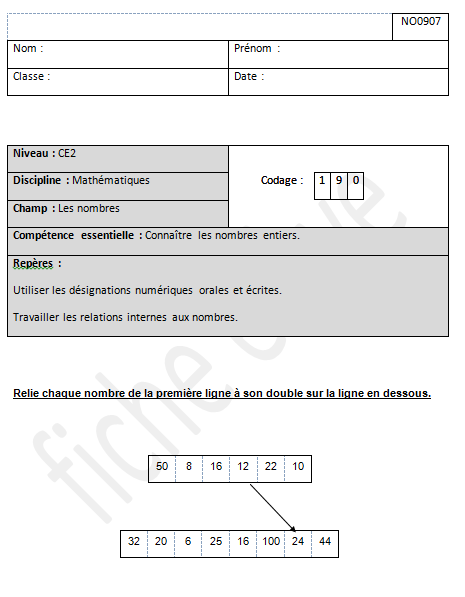 NO0907
Nom :
Prénom :
Classe :
Date :
Niveau : CE2
Discipline : Mathématiques
Codage : 1 9 0
Champ : Les nombres
Compétence essentielle : Connaître les nombres entiers.
Repères :
Utiliser les désignations numériques orales et écrites.
Travailler les relations internes aux nombres.
Relie chaque nombre de la première ligne à son double sur la ligne en dessous.
50 8 16 12 22 10
32 20 6 25 16 100 24 44